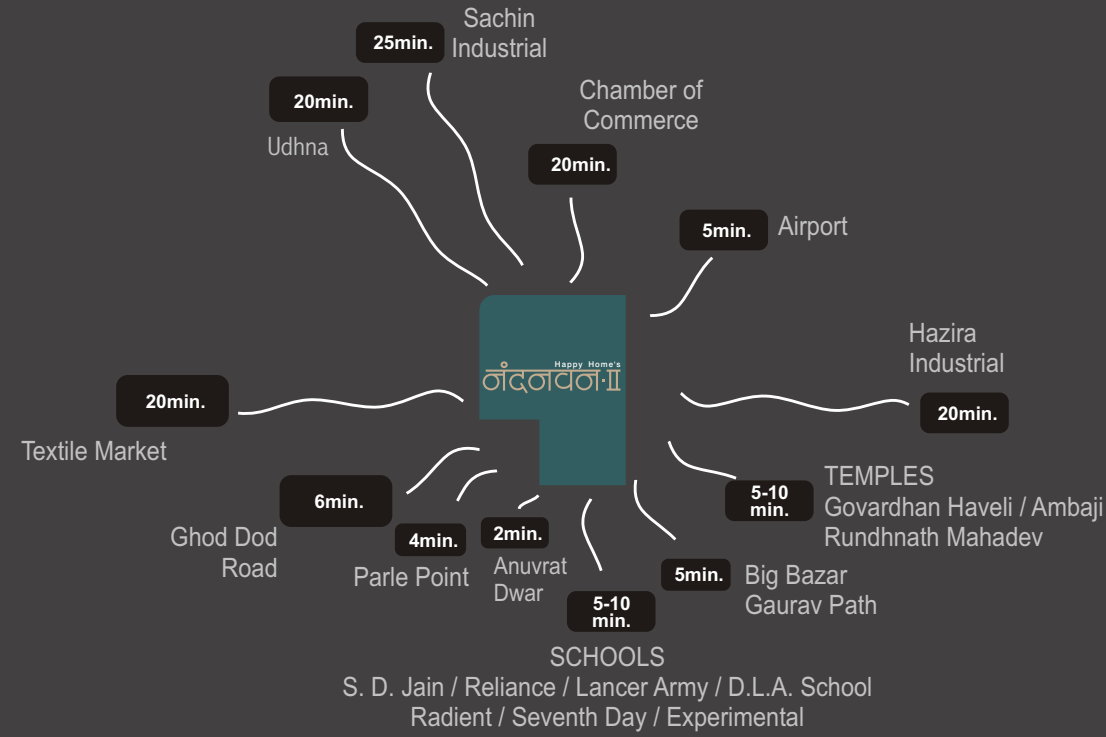 Sachin
25min.
Industrial
20min.
Udhna
Chamber of
Commerce
20min.
5min.
Airport
Happy Home's
नंदनवन-II
Hazira
Industrial
20min.
20min.
Textile Market
6min.
Ghod Dod
Road
4min.
Parle Point
2min.
Anuvrat
Dwar
5-10
min.
TEMPLES
Govardhan Haveli / Ambaji
Rundhnath Mahadev
5min.
Big Bazar
Gaurav Path
5-10
min.
SCHOOLS
S. D. Jain / Reliance / Lancer Army / D.L.A. School
Radient / Seventh Day / Experimental